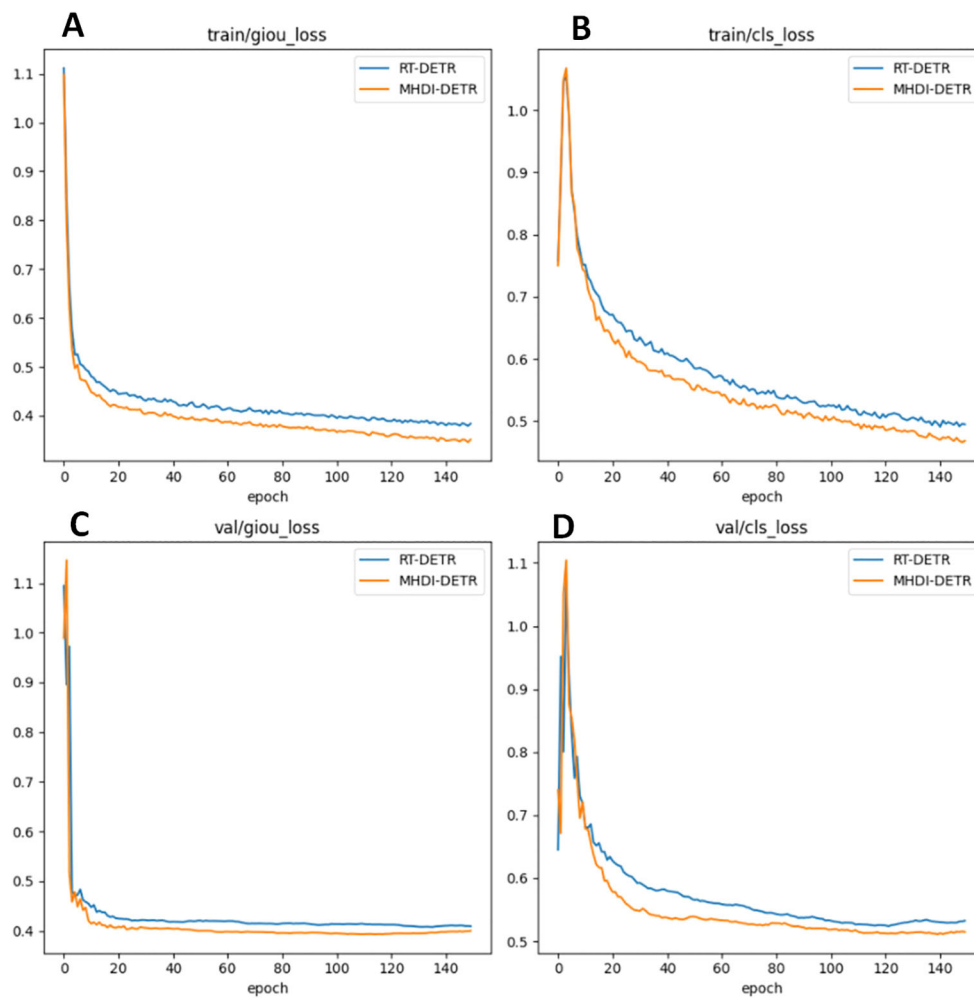 A
train/giou_loss
RT-DETR
MHDI-DETR
1.1
1.0
0.9
0.8
0.7
0.6
0.5
0.4
0 20 40 60 80 100 120 140
epoch
B
train/cls_loss
RT-DETR
MHDI-DETR
1.0
0.9
0.8
0.7
0.6
0.5
0 20 40 60 80 100 120 140
epoch
C
val/giou_loss
RT-DETR
MHDI-DETR
1.1
1.0
0.9
0.8
0.7
0.6
0.5
0.4
0 20 40 60 80 100 120 140
epoch
D
val/cls_loss
RT-DETR
MHDI-DETR
1.1
1.0
0.9
0.8
0.7
0.6
0.5
0 20 40 60 80 100 120 140
epoch